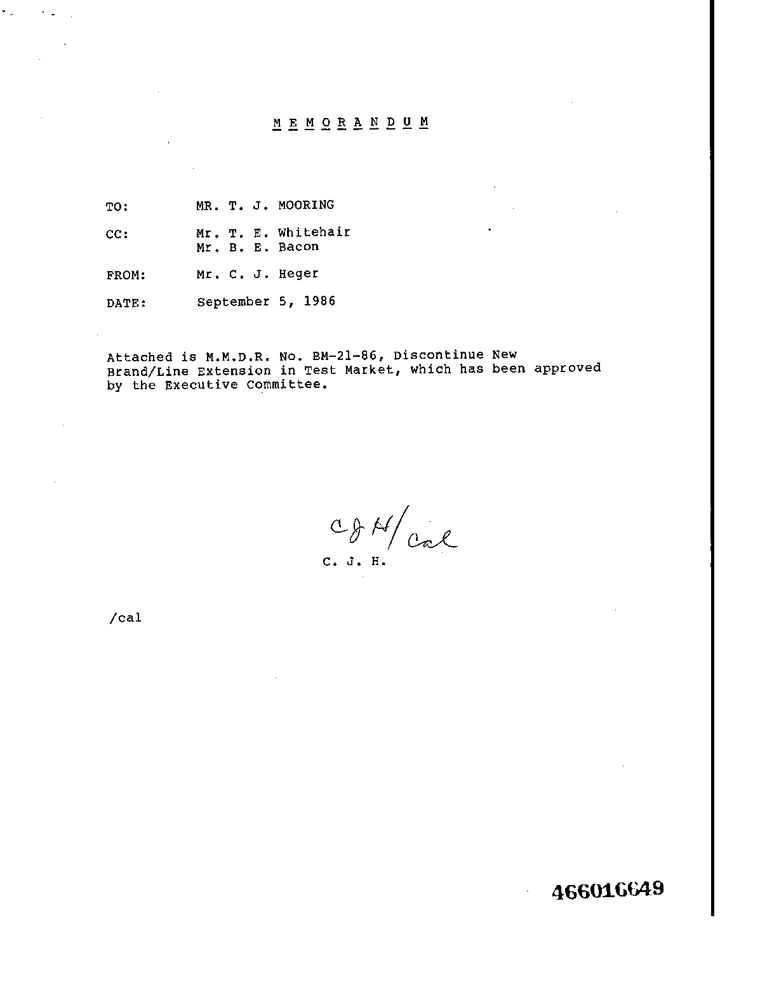 M E M O R A N D U M
TO: MR. T. J. MOORING
CC: Mr. T. E. Whitehair
Mr. B. E. Bacon
FROM: Mr. C. J. Heger
DATE: September 5, 1986
Attached is M.M.D.R. No. BM-21-86, Discontinue New
Brand/Line Extension in Test Market, which has been approved
by the Executive Committee.
CJH/cal
C. J. H.
/cal
466016649